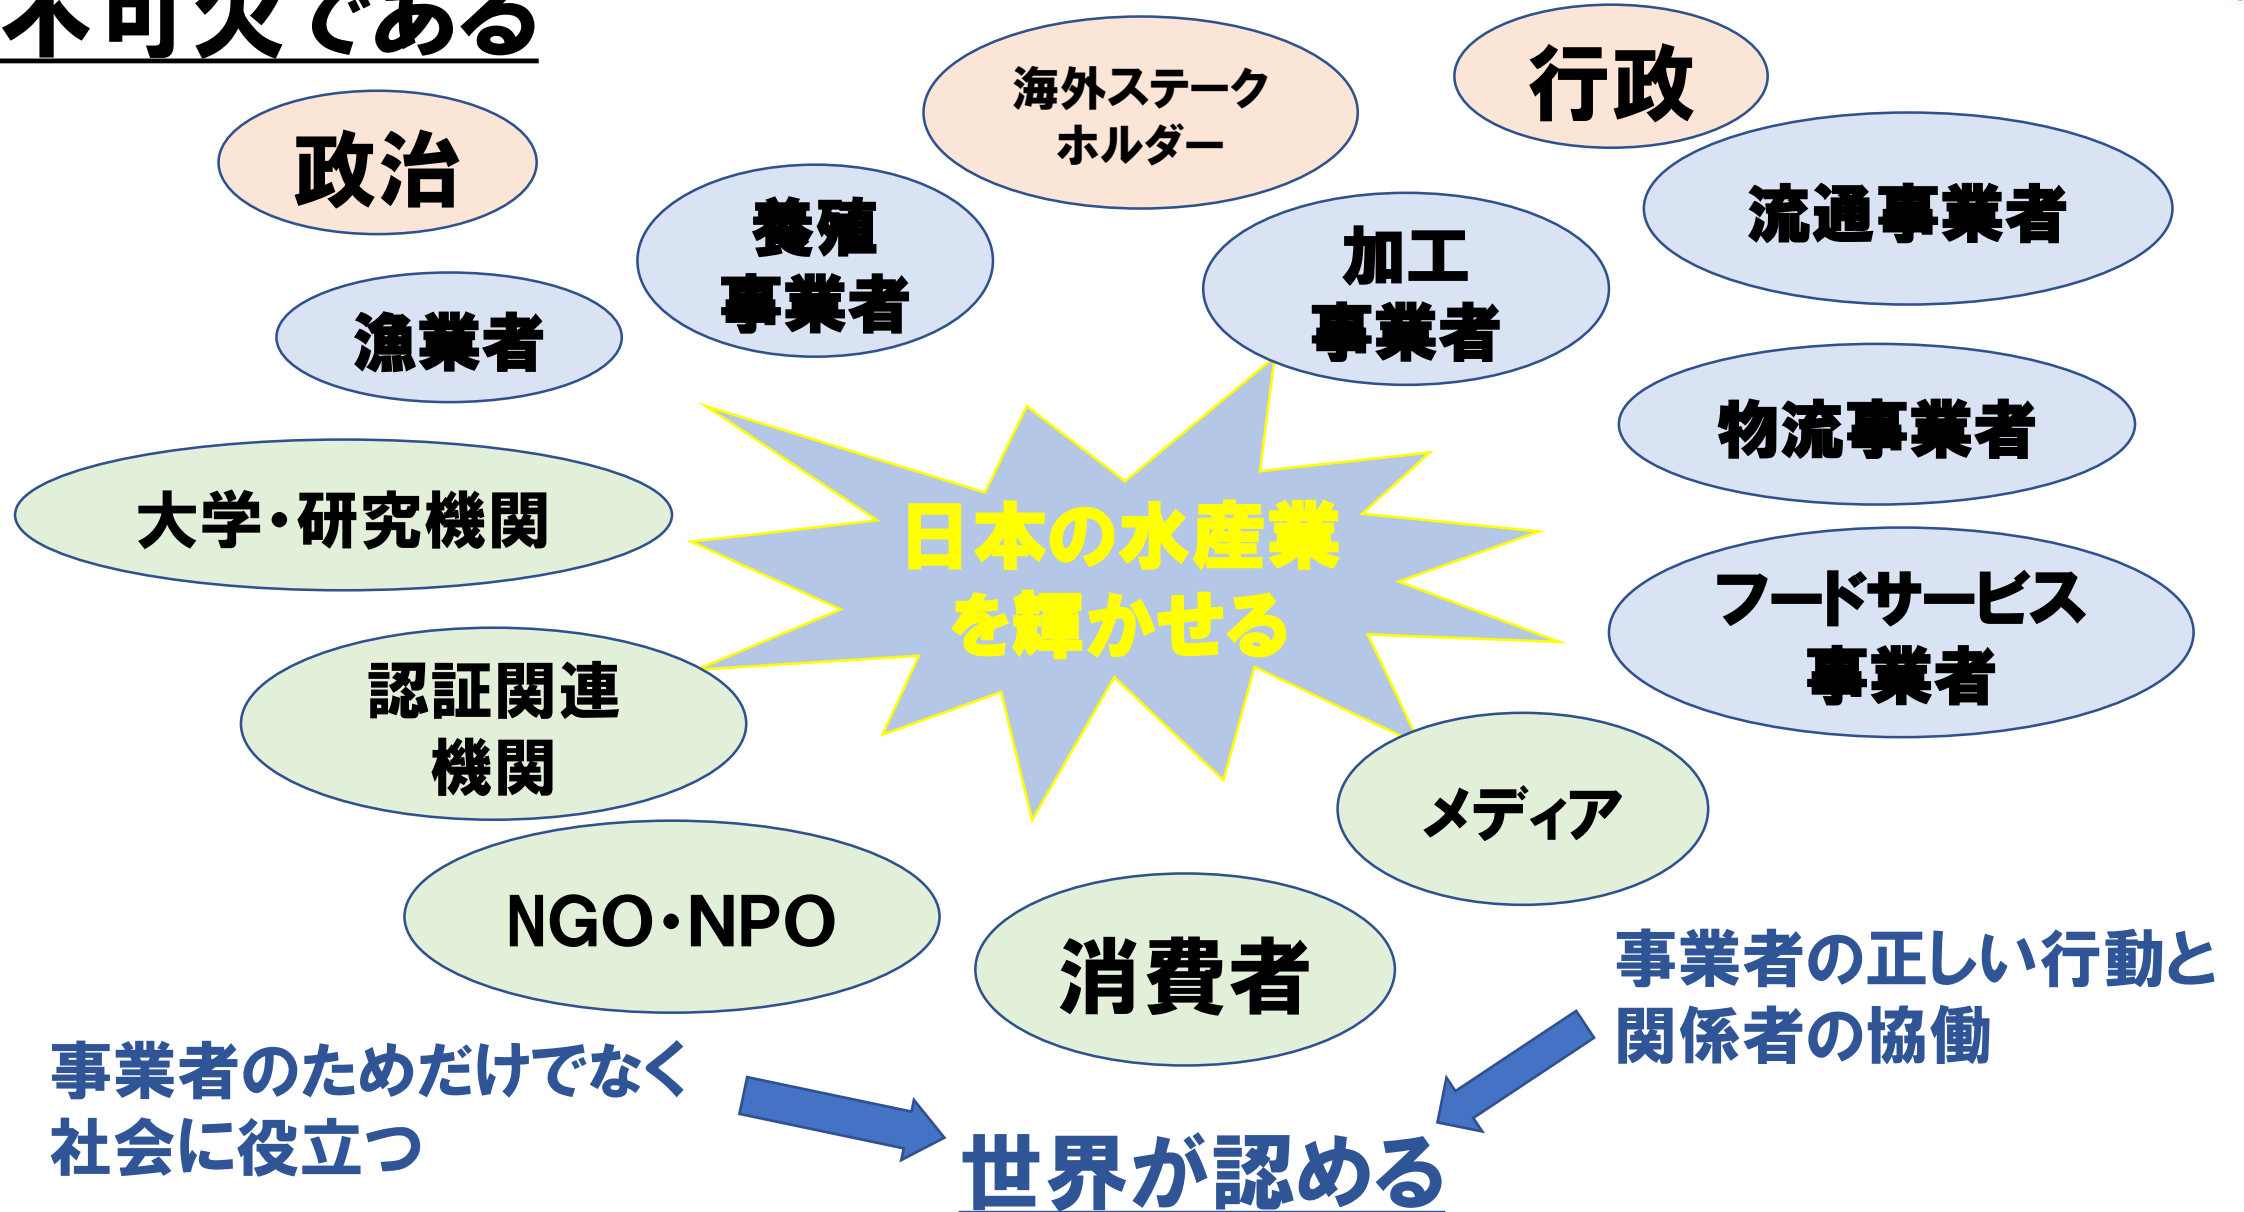 不可欠である
海外ステーク
ホルダー
行政
政治
養殖
事業者
加工
事業者
流通事業者
漁業者
物流事業者
大学・研究機関
日本の水産業
を輝かせる
フードサービス
事業者
認証関連
機関
メディア
NGO・NPO
消費者
事業者の正しい行動と
関係者の協働
事業者のためだけでなく
社会に役立つ
世界が認める